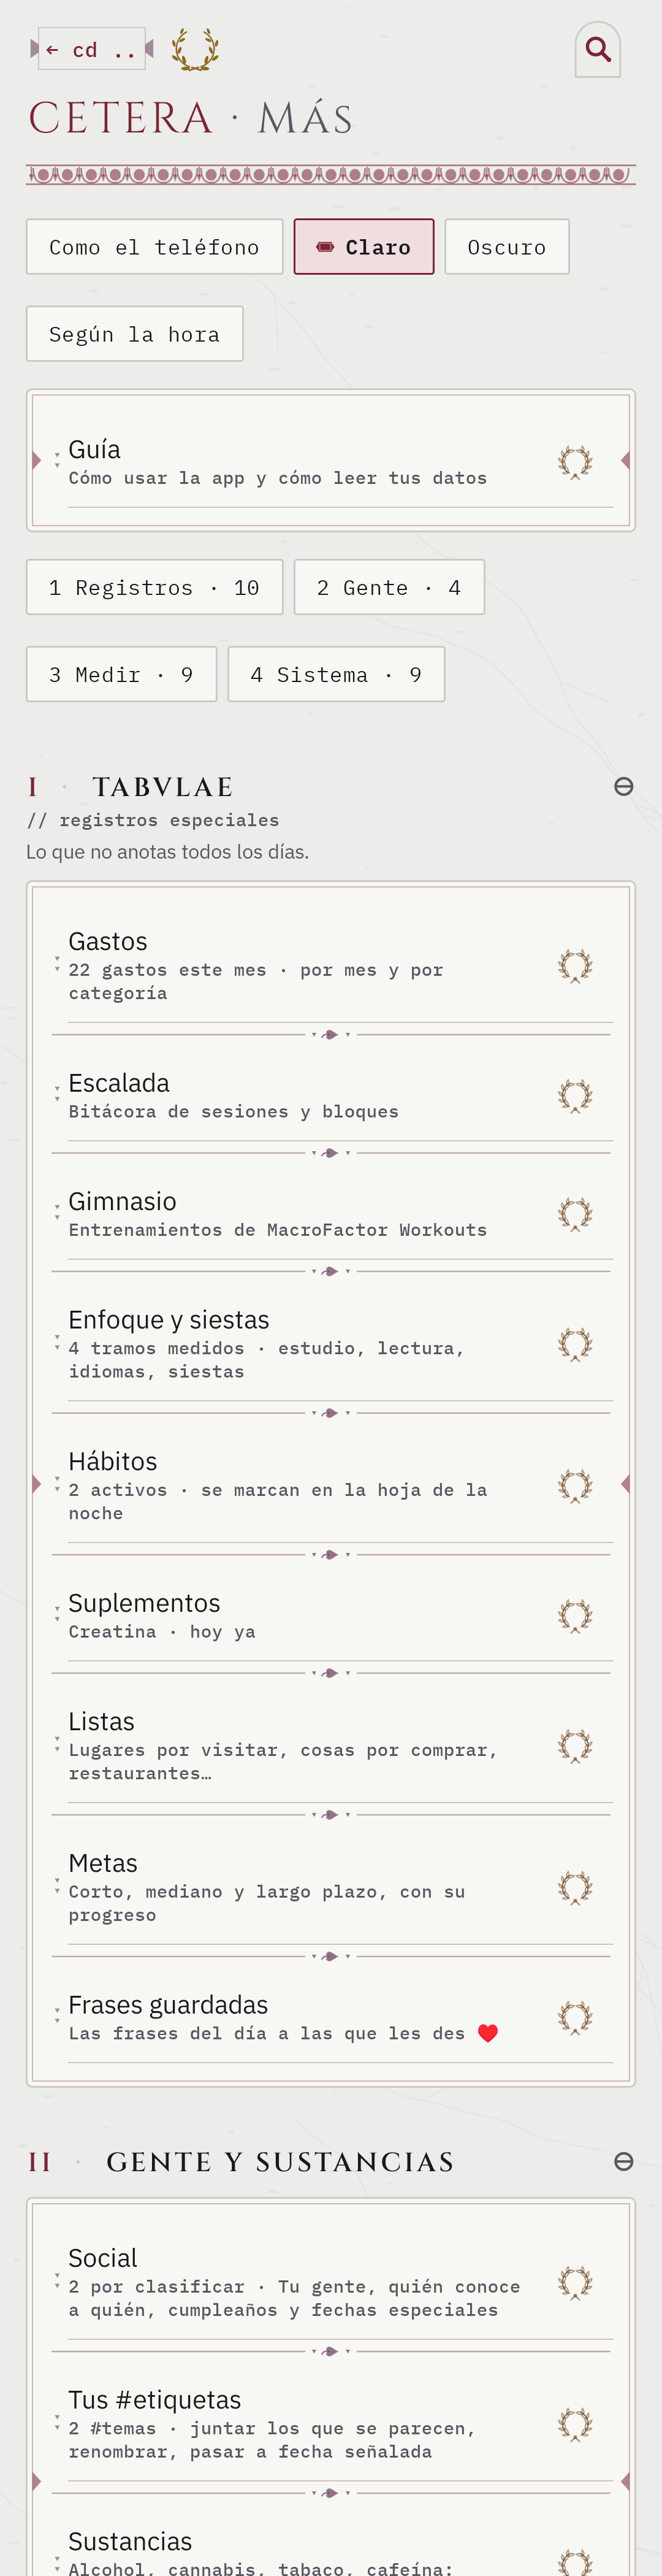 ← cd ..
CETERA · MÁS
Como el teléfono
Claro
Oscuro
Según la hora
Guía
Cómo usar la app y cómo leer tus datos
1 Registros · 10
2 Gente · 4
3 Medir · 9
4 Sistema · 9
I · TABVLAE
// registros especiales
Lo que no anotas todos los días.
Gastos
22 gastos este mes · por mes y por
categoría
Escalada
Bitácora de sesiones y bloques
Gimnasio
Entrenamientos de MacroFactor Workouts
Enfoque y siestas
4 tramos medidos · estudio, lectura,
idiomas, siestas
Hábitos
2 activos · se marcan en la hoja de la
noche
Suplementos
Creatina · hoy ya
Listas
Lugares por visitar, cosas por comprar,
restaurantes…
Metas
Corto, mediano y largo plazo, con su
progreso
Frases guardadas
Las frases del día a las que les des ❤️
II · GENTE Y SUSTANCIAS
Social
2 por clasificar · Tu gente, quién conoce
a quién, cumpleaños y fechas especiales
Tus #etiquetas
2 #temas · juntar los que se parecen,
renombrar, pasar a fecha señalada
Sustancias
Alcohol, cannabis, tabaco, cafeína: